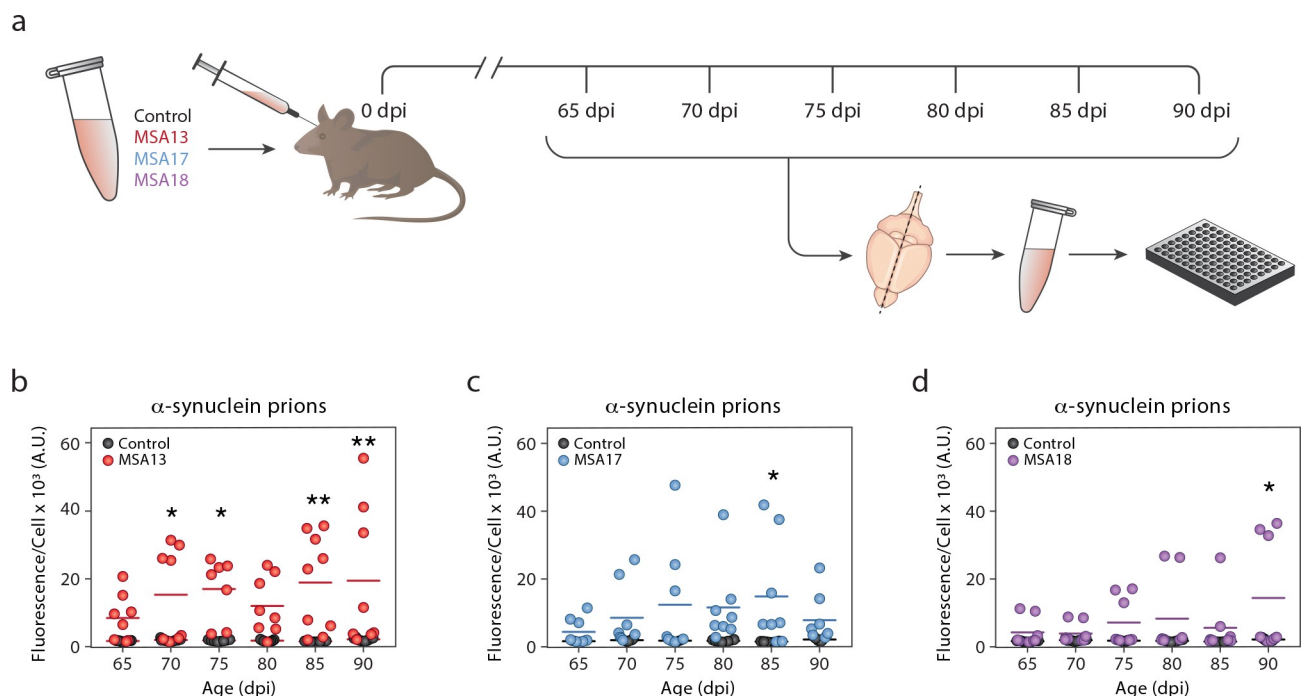 a
Control
MSA13
MSA17
MSA18
0 dpi
65 dpi
70 dpi
75 dpi
80 dpi
85 dpi
90 dpi
b
α-synuclein prions
Fluorescence/Cell x 10³ (A.U.)
60
40
20
0
Control
MSA13
*
*
**
**
65 70 75 80 85 90
Age (dpi)
c
α-synuclein prions
Fluorescence/Cell x 10³ (A.U.)
60
40
20
0
Control
MSA17
*
65 70 75 80 85 90
Age (dpi)
d
α-synuclein prions
Fluorescence/Cell x 10³ (A.U.)
60
40
20
0
Control
MSA18
*
65 70 75 80 85 90
Age (dpi)